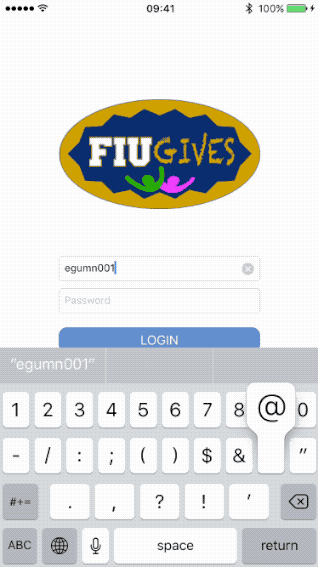 09:41 100%
FIUGIVES
egumn001
Password
LOGIN
"egumn001"
1 2 3 4 5 6 7 8 @ 0
- / : ; ( ) $ & "
#+= . , ? ! ’
ABC space return